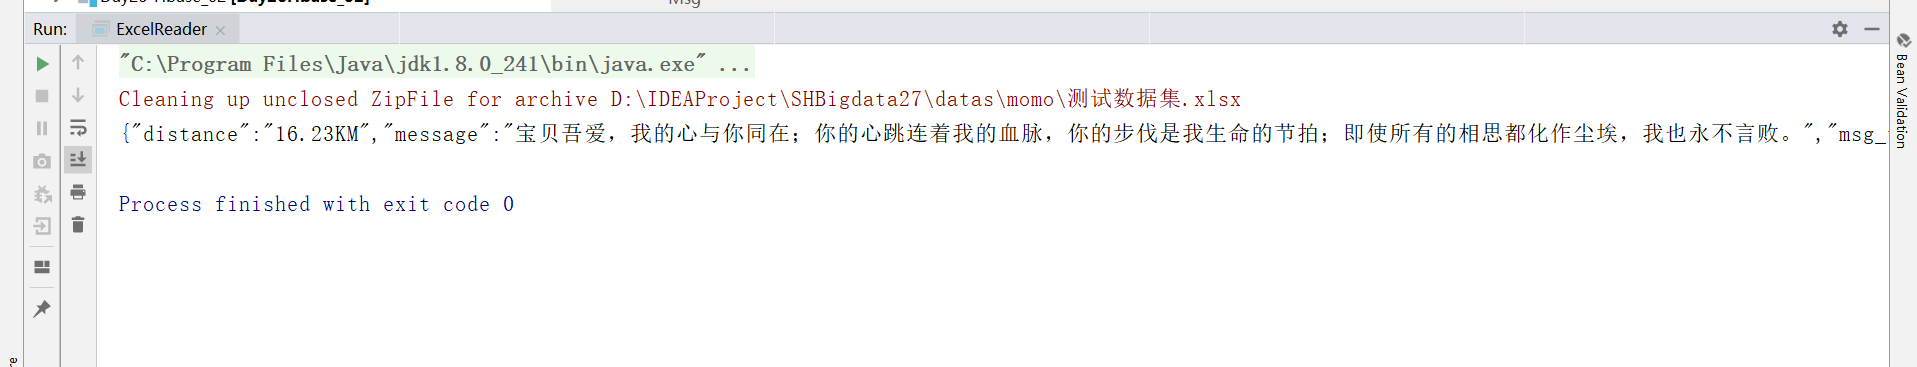 Run: ExcelReader
"C:\Program Files\Java\jdk1.8.0_241\bin\java.exe" ...
Cleaning up unclosed ZipFile for archive D:\IDEAProject\SHBigdata27\datas\momo\测试数据集.xlsx
{"distance":"16.23KM","message":"宝贝吾爱，我的心与你同在；你的心跳连着我的血脉，你的步伐是我生命的节拍；即使所有的相思都化作尘埃，我也永不言败。","msg_
Process finished with exit code 0
Bean Validation